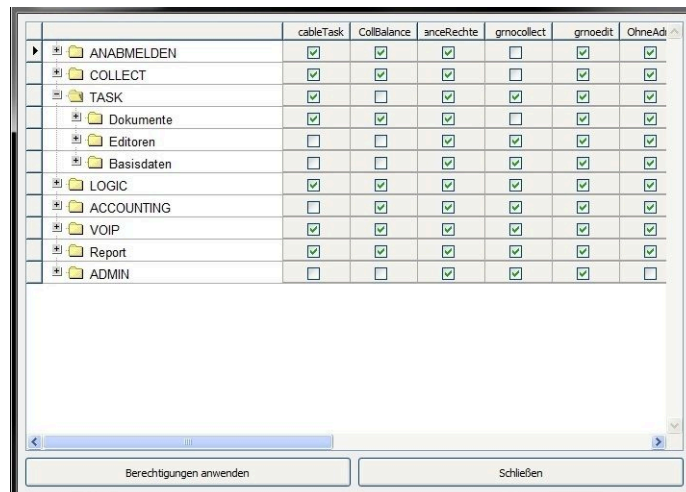 cableTask CollBalance anceRechte grnocollect grnoedit OhneAdı
ANABMELDEN
COLLECT
TASK
Dokumente
Editoren
Basisdaten
LOGIC
ACCOUNTING
VOIP
Report
ADMIN
Berechtigungen anwenden Schließen